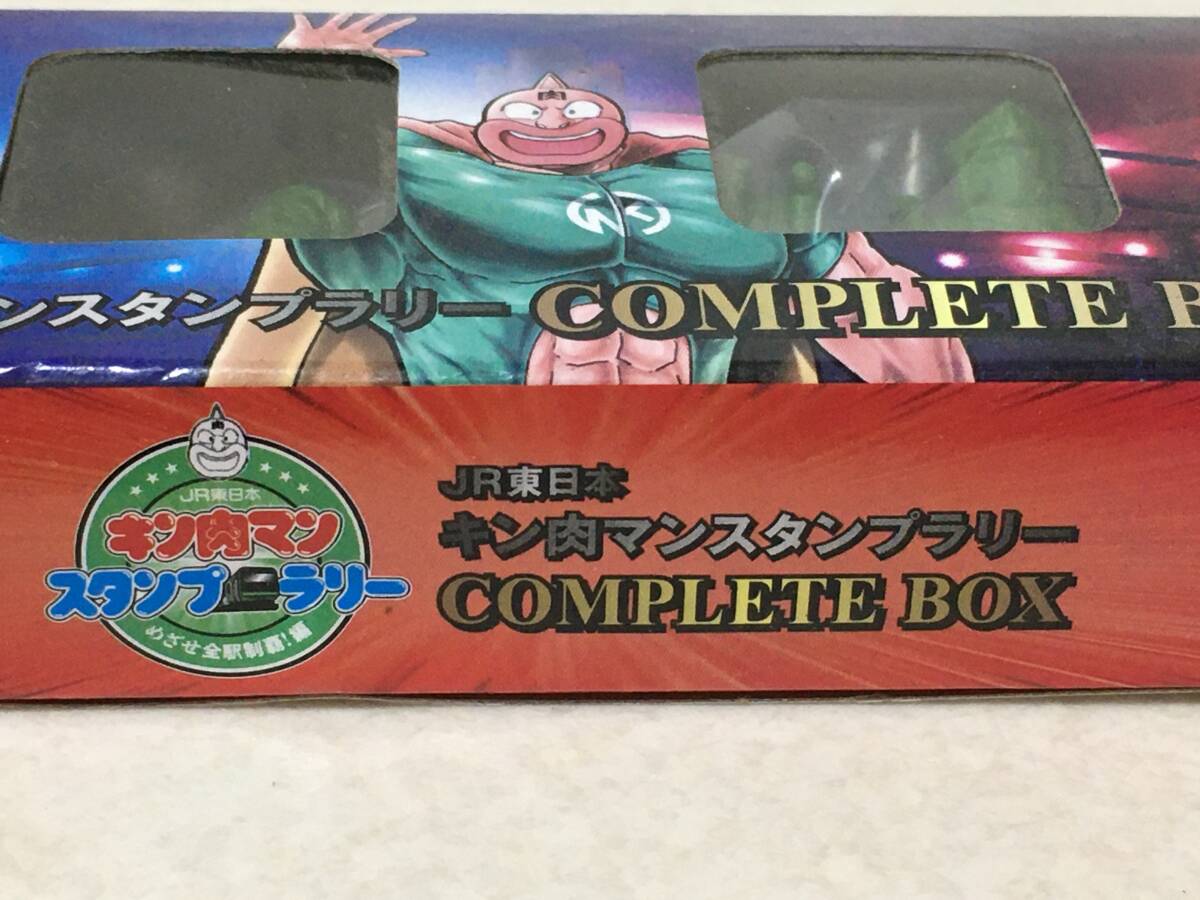 肉
ンスタンプラリー COMPLETE B
肉
JR東日本
キン肉マン
スタンプラリー
めざせ全駅制覇!編
JR東日本
キン肉マンスタンプラリー
COMPLETE BOX